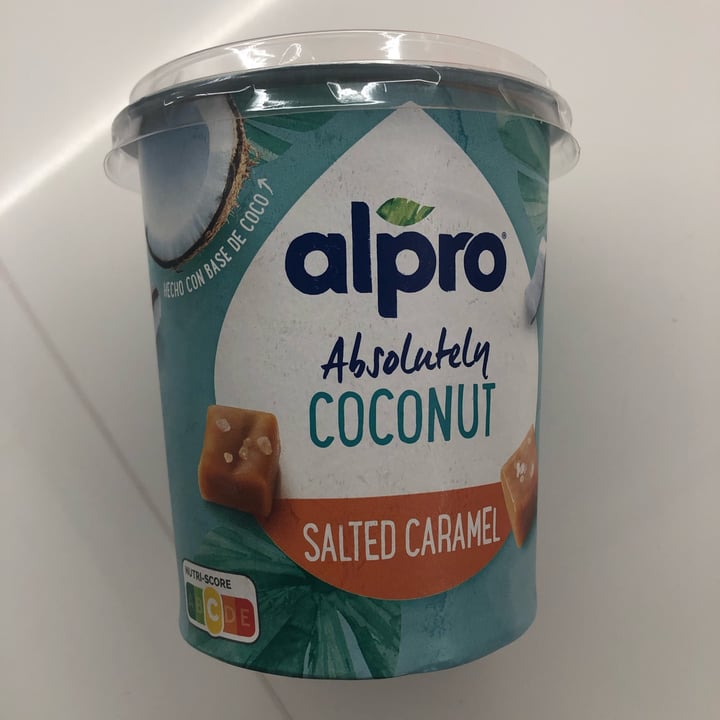 HECHO CON BASE DE COCO
alpro®
Absolutely
COCONUT
SALTED CARAMEL
NUTRI-SCORE
A B C D E